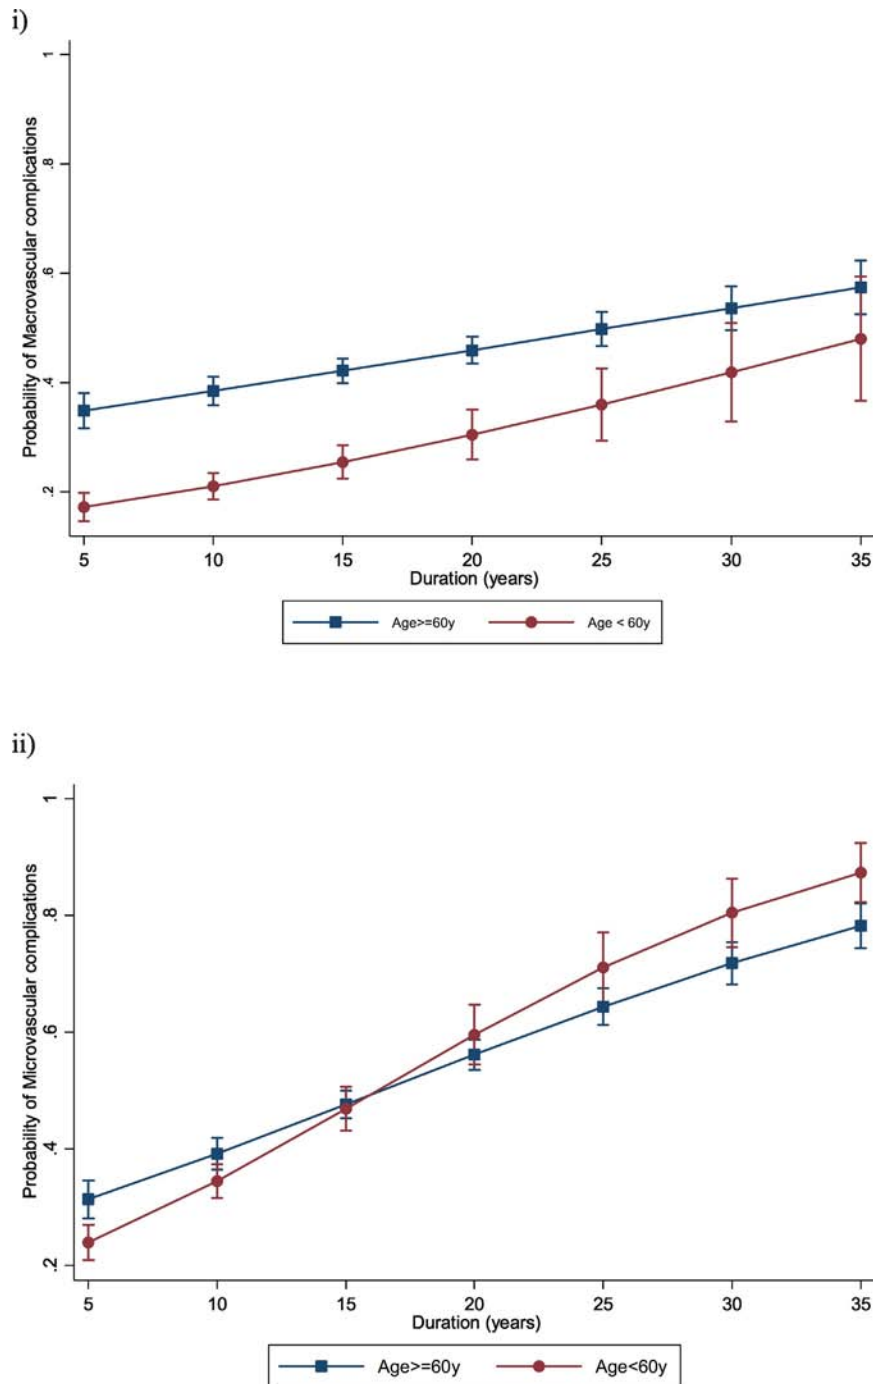 i)
1
.8
.6
.4
.2
Probability of Macrovascular complications
5 10 15 20 25 30 35
Duration (years)
Age>=60y Age < 60y
ii)
1
.8
.6
.4
.2
Probability of Microvascular complications
5 10 15 20 25 30 35
Duration (years)
Age>=60y Age<60y